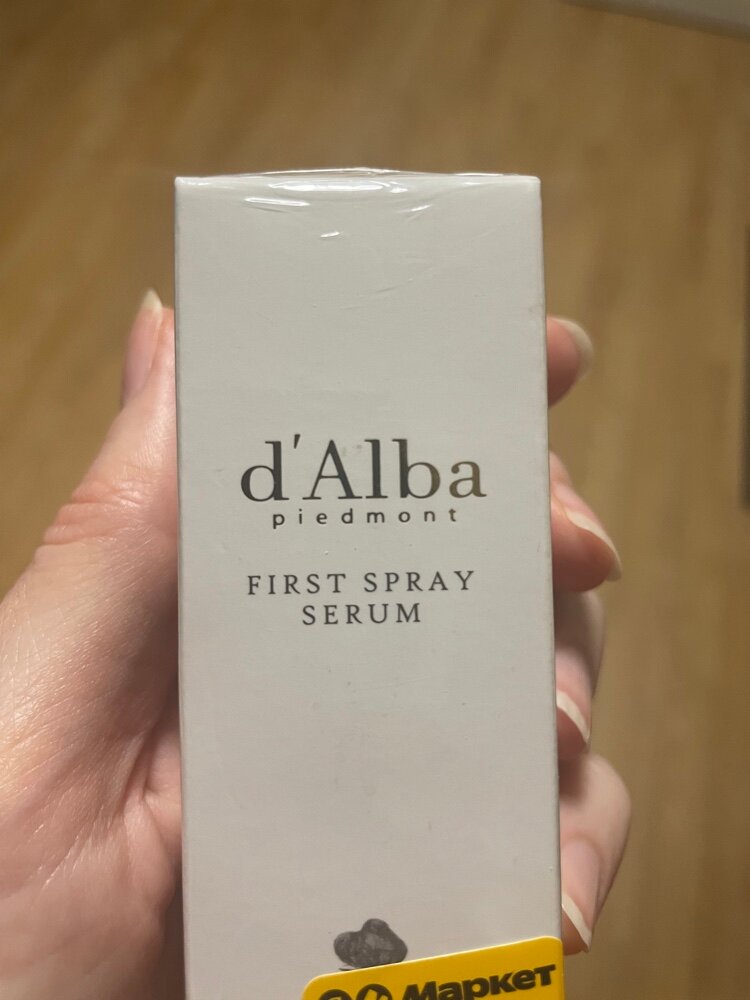 d'Alba
piedmont
FIRST SPRAY
SERUM
Маркет